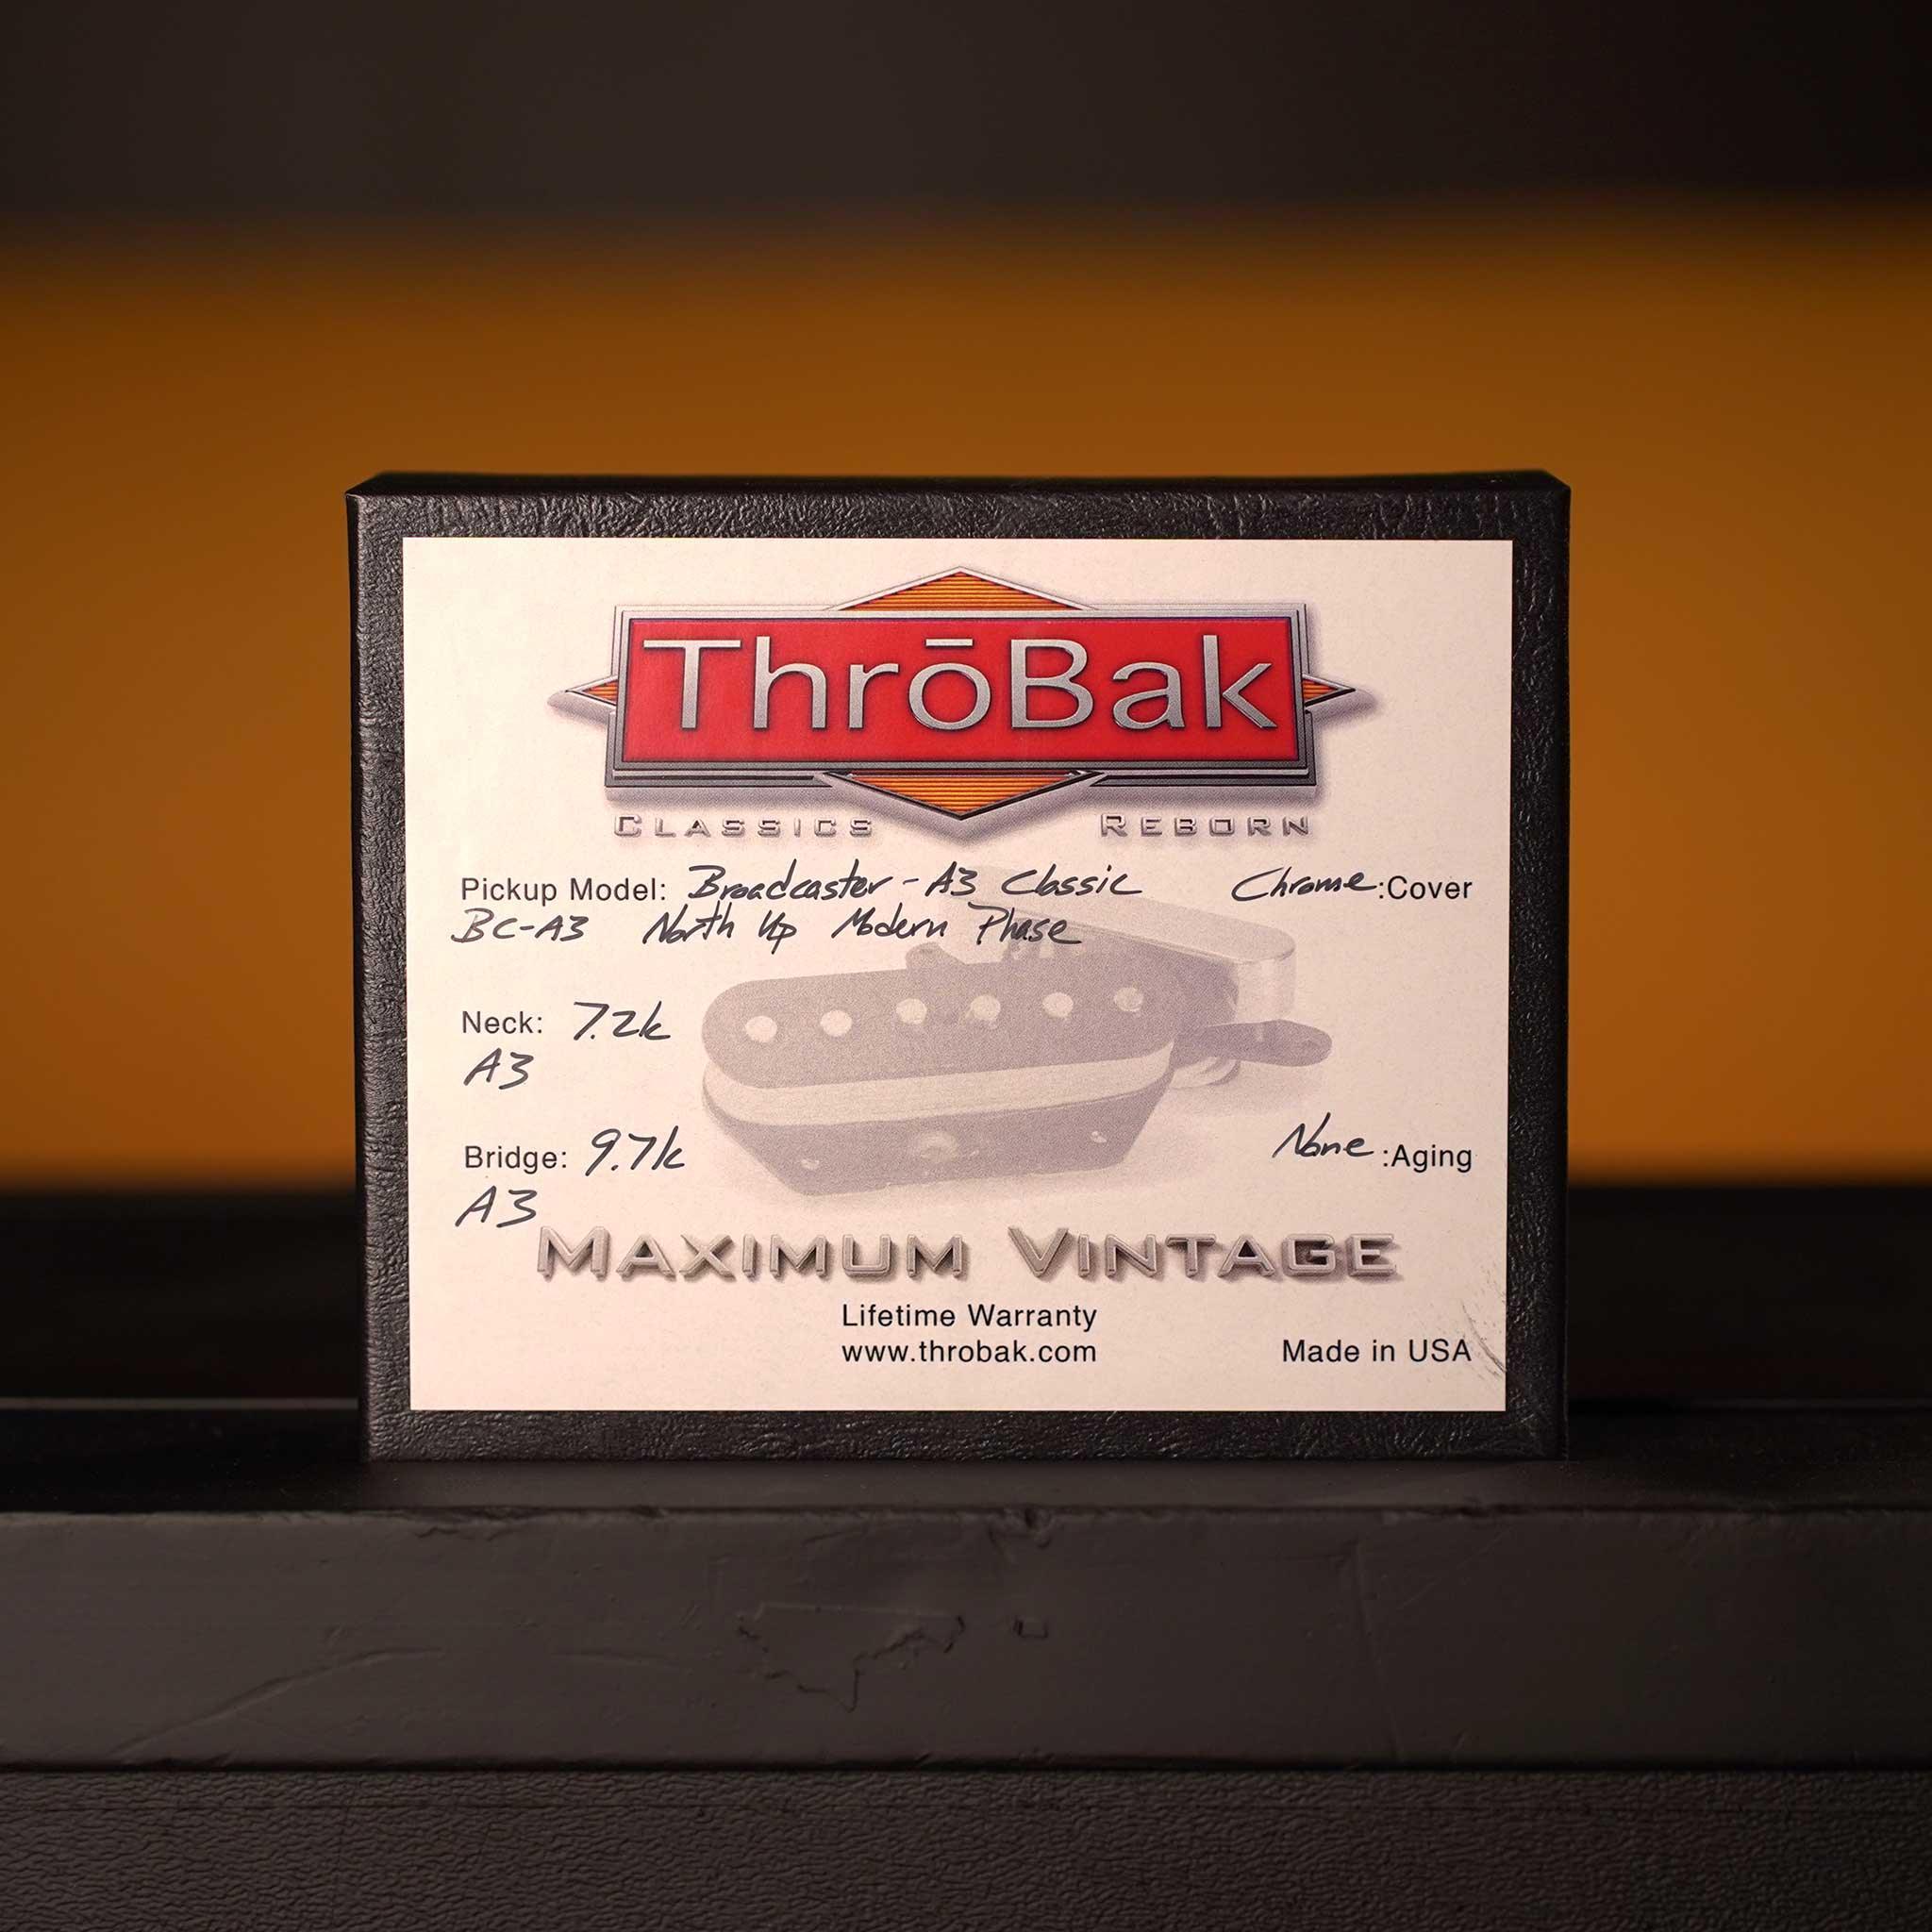 ThrōBak
CLASSICS REBORN
Pickup Model: Broadcaster - A3 Classic Chrome :Cover
BC-A3 North Up Modern Phase
Neck: 7.2k
A3
Bridge: 9.7k None :Aging
A3
MAXIMUM VINTAGE
Lifetime Warranty
www.throbak.com Made in USA